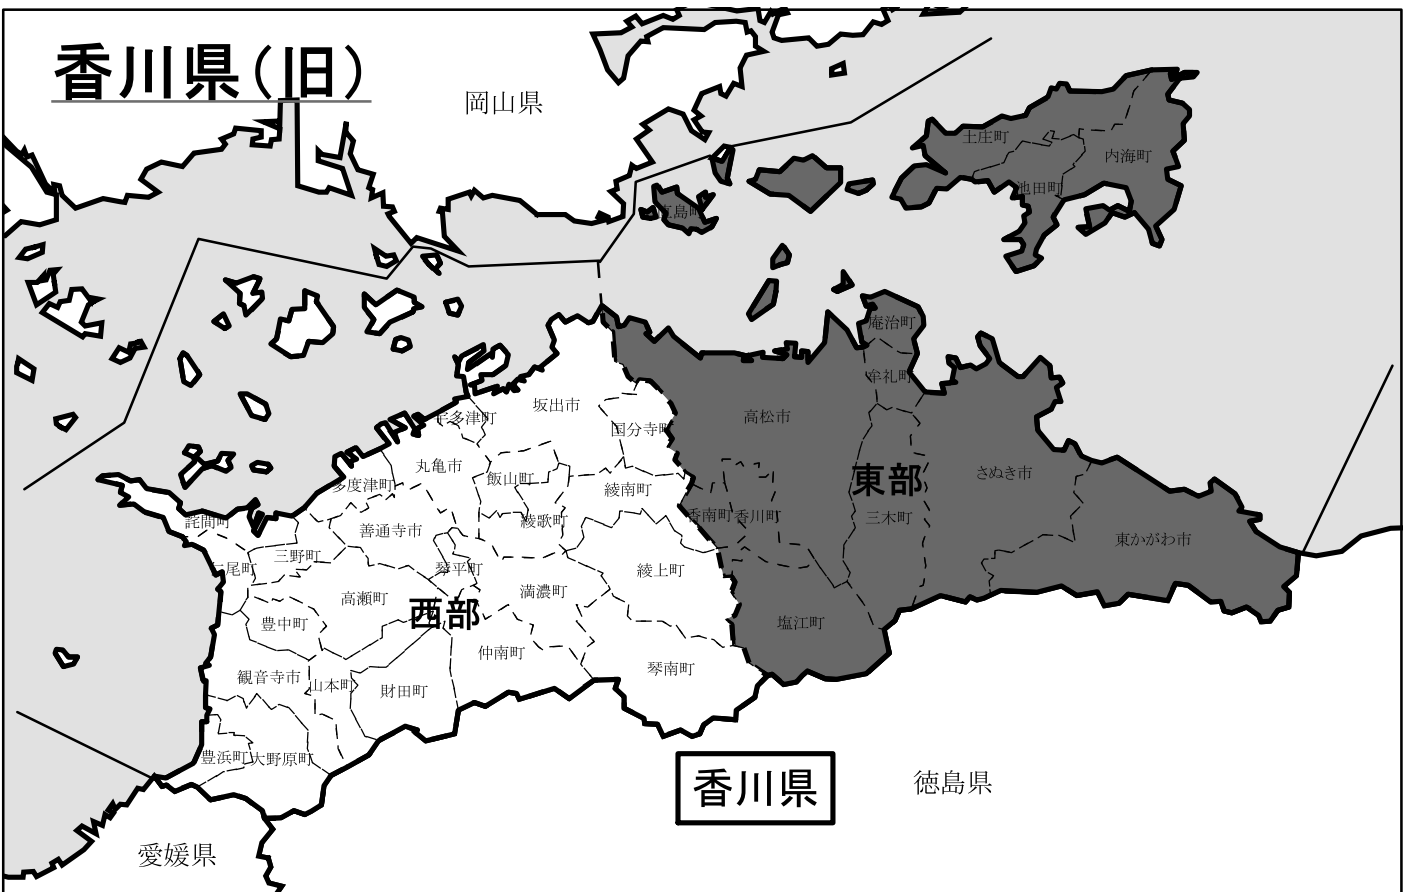 香川県（旧）
岡山県
土庄町
内海町
池田町
直島町
庵治町
牟礼町
高松市
坂出市
宇多津町
国分寺町
丸亀市
飯山町
多度津町
綾南町
東部
さぬき市
香南町
香川町
三木町
綾歌町
善通寺市
詫間町
東かがわ市
三野町
仁尾町
琴平町
綾上町
満濃町
高瀬町
西部
豊中町
塩江町
仲南町
琴南町
観音寺市
山本町
財田町
豊浜町
大野原町
香川県
徳島県
愛媛県